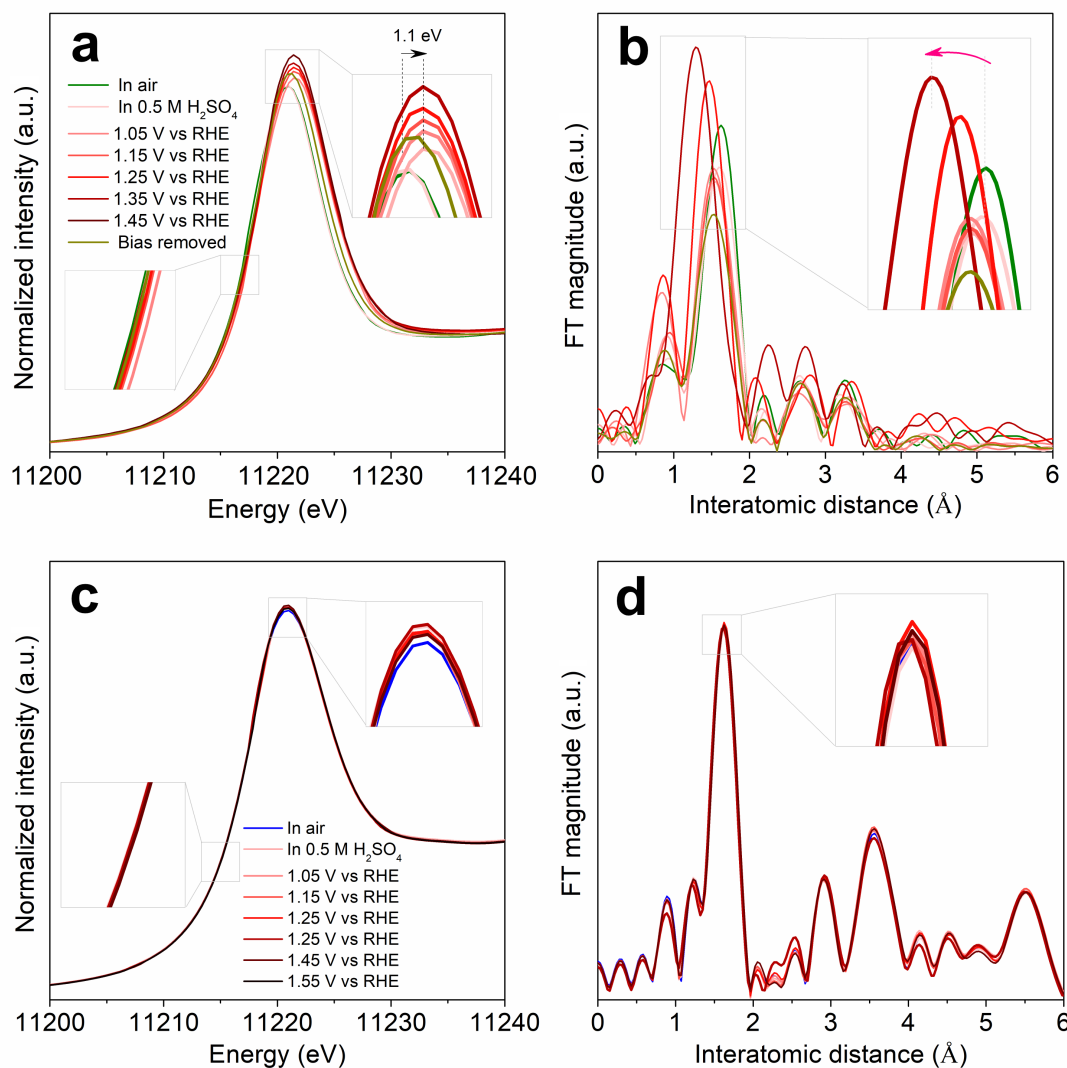 a
1.1 eV
In air
In 0.5 M H2SO4
1.05 V vs RHE
1.15 V vs RHE
1.25 V vs RHE
1.35 V vs RHE
1.45 V vs RHE
Bias removed
Normalized intensity (a.u.)
11200 11210 11220 11230 11240
Energy (eV)
b
FT magnitude (a.u.)
0 1 2 3 4 5 6
Interatomic distance (Å)
c
In air
In 0.5 M H2SO4
1.05 V vs RHE
1.15 V vs RHE
1.25 V vs RHE
1.25 V vs RHE
1.45 V vs RHE
1.55 V vs RHE
Normalized intensity (a.u.)
11200 11210 11220 11230 11240
Energy (eV)
d
FT magnitude (a.u.)
0 1 2 3 4 5 6
Interatomic distance (Å)